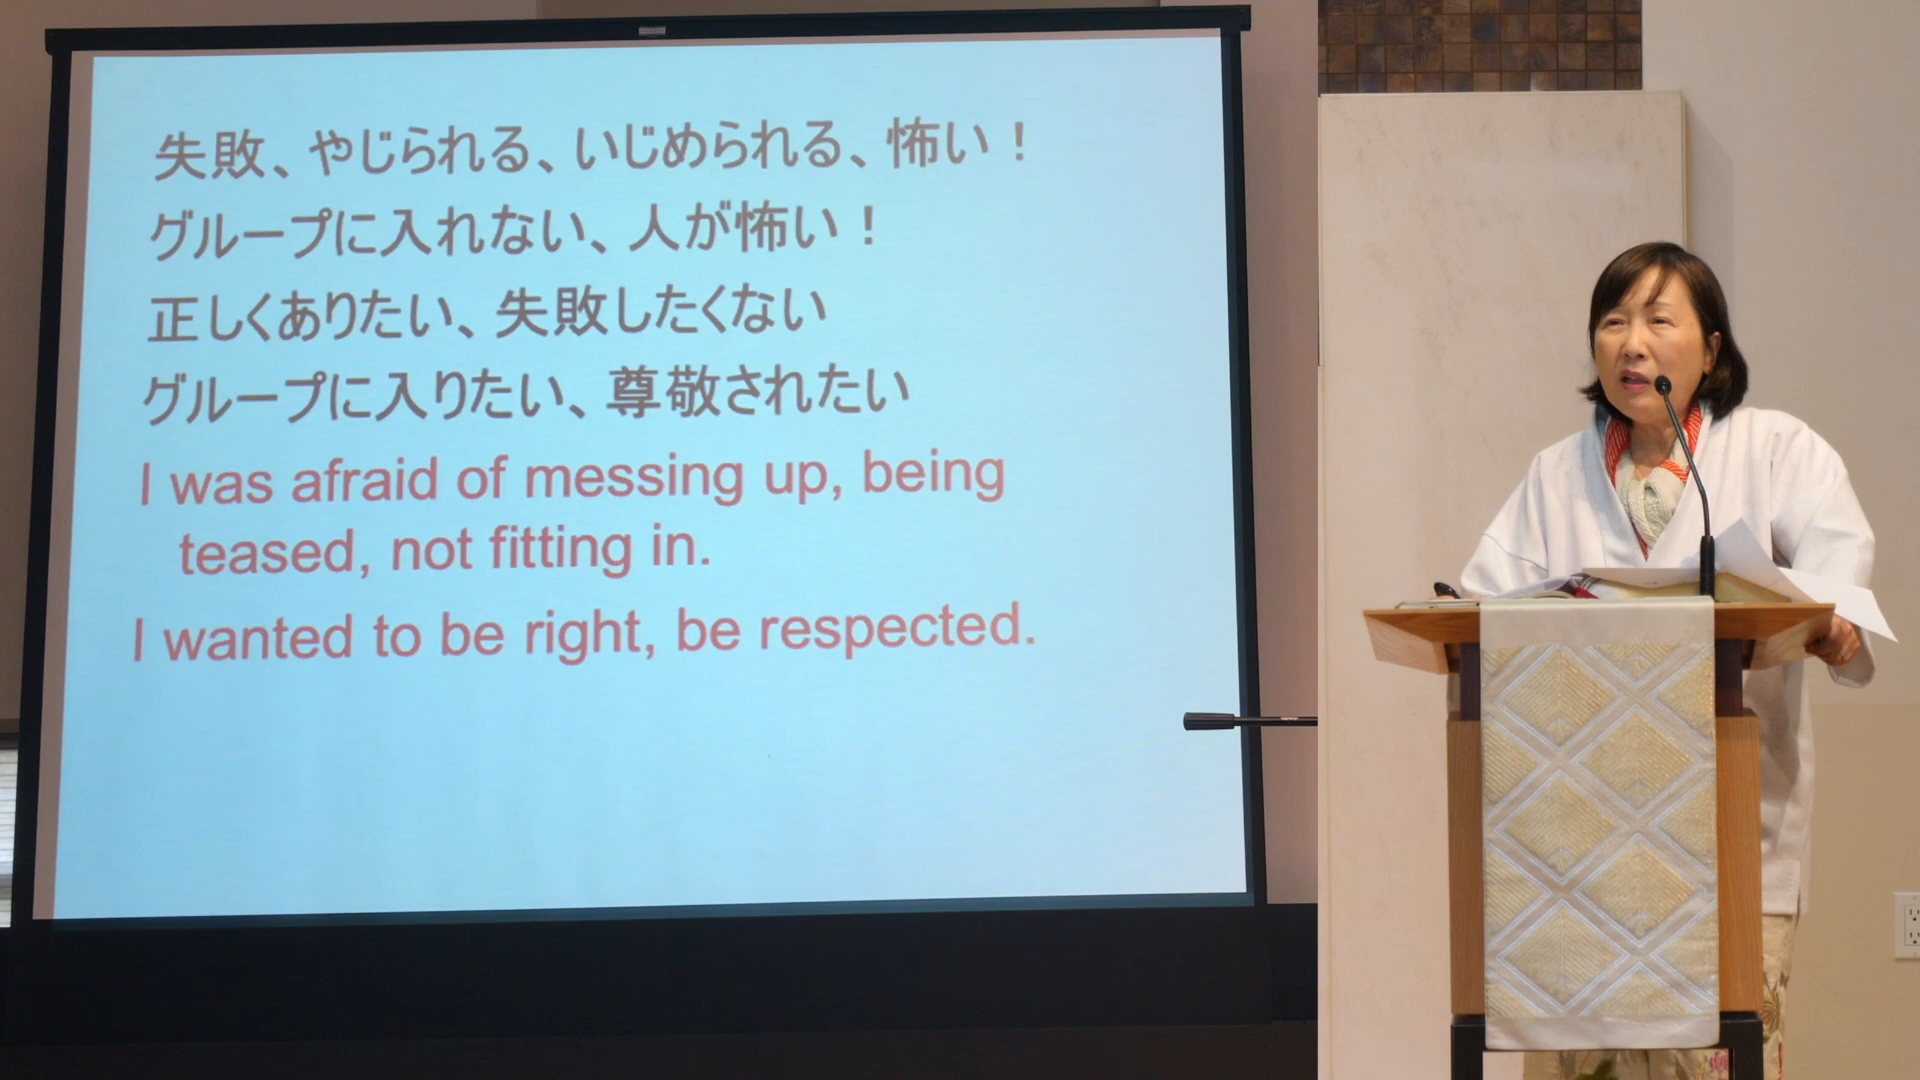 失敗、やじられる、いじめられる、怖い！
グループに入れない、人が怖い！
正しくありたい、失敗したくない
グループに入りたい、尊敬されたい
I was afraid of messing up, being
teased, not fitting in.
I wanted to be right, be respected.